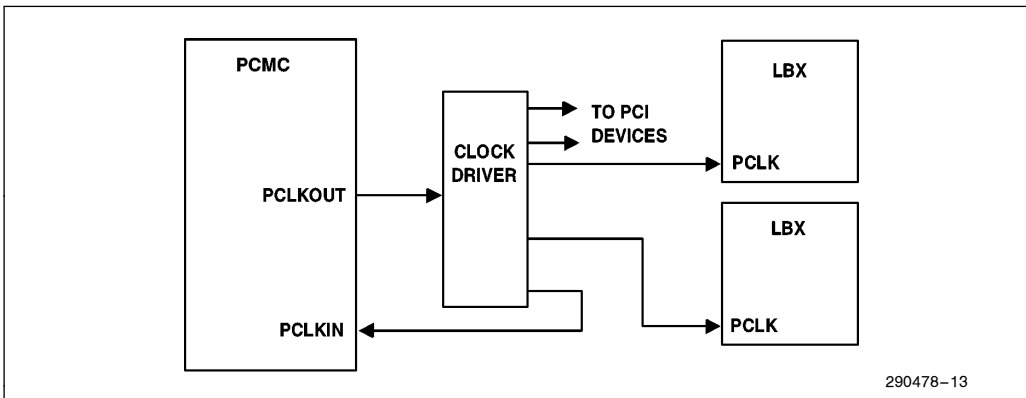 PCMC
LBX
TO PCI
DEVICES
CLOCK
DRIVER
PCLK
PCLKOUT
LBX
PCLKIN
PCLK
290478–13